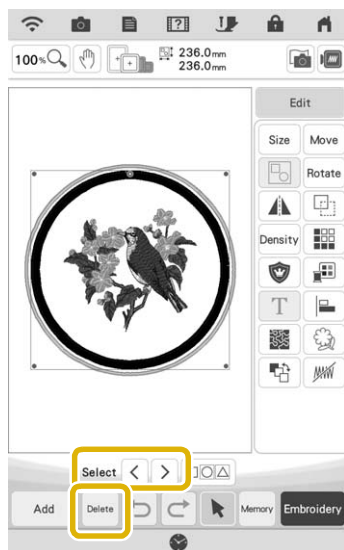 100%
236.0mm
236.0mm
Edit
Size Move
Rotate
Density
T
Select < >
Add Delete Memory Embroidery